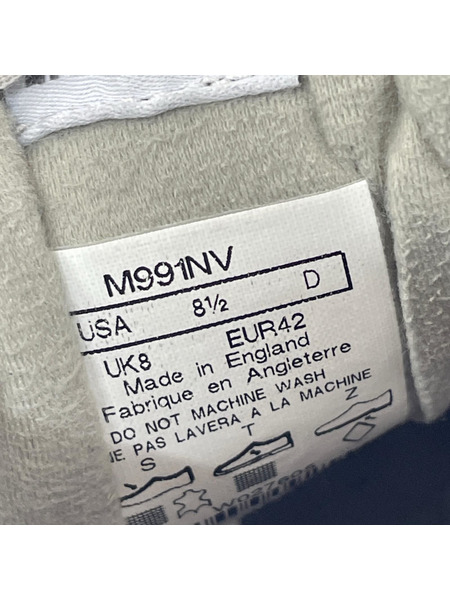 M991NV
USA 8½ D
UK8 EUR42
Made in England
Fabrique en Angleterre
DO NOT MACHINE WASH
NE PAS LAVER A LA MACHINE
S T Z